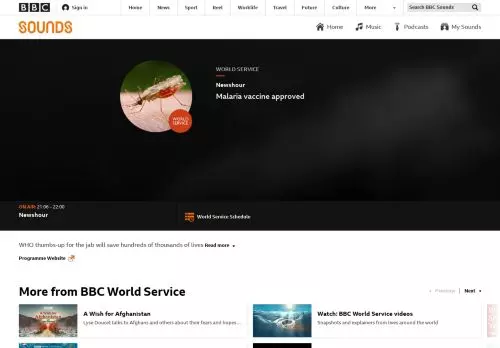 BBC
Sign in
Home
News
Sport
Reel
Worklife
Travel
Future
Culture
More
Search BBC Sounds
SOUNDS
Home
Music
Podcasts
My Sounds
WORLD SERVICE
Newshour
Malaria vaccine approved
WORLD
SERVICE
ON AIR: 21:06 - 22:00
Newshour
World Service Schedule
WHO thumbs-up for the jab will save hundreds of thousands of lives Read more
Programme Website
More from BBC World Service
Previous
Next
A Wish for Afghanistan
Lyse Doucet talks to Afghans and others about their fears and hopes...
Watch: BBC World Service videos
Snapshots and explainers from lives around the world